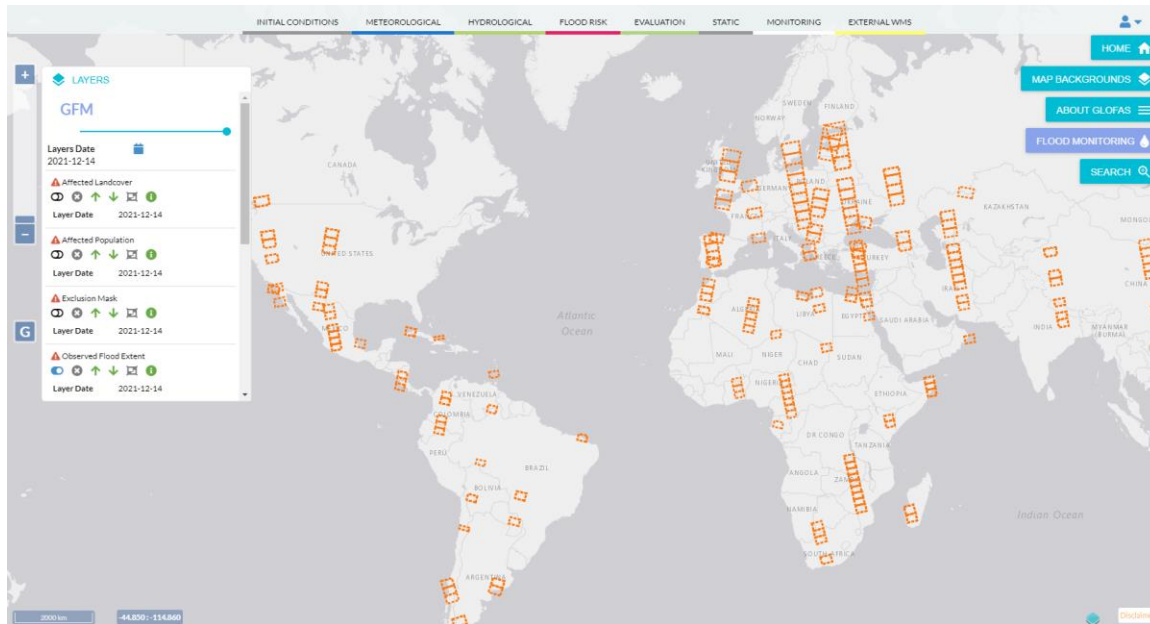 INITIAL CONDITIONS METEOROLOGICAL HYDROLOGICAL FLOOD RISK EVALUATION STATIC MONITORING EXTERNAL WMS
HOME
MAP BACKGROUNDS
ABOUT GLOFAS
FLOOD MONITORING
SEARCH
+
−
G
LAYERS
GFM
Layers Date
2021-12-14
Affected Landcover
Layer Date 2021-12-14
Affected Population
Layer Date 2021-12-14
Exclusion Mask
Layer Date 2021-12-14
Observed Flood Extent
Layer Date 2021-12-14
SWEDEN
FINLAND
NORWAY
CANADA
GERMANY
KAZAKHSTAN
UKRAINE
FRANCE
ITALY
TURKEY
UNITED STATES
CHINA
Atlantic
Ocean
LIBYA
EGYPT
SAUDI ARABIA
MEXICO
INDIA
MYANMAR
(BURMA)
MALI
NIGER
CHAD
SUDAN
NIGERIA
ETHIOPIA
VENEZUELA
COLOMBIA
DR CONGO
TANZANIA
PERU
BRAZIL
ANGOLA
BOLIVIA
NAMIBIA
Indian Ocean
SOUTH AFRICA
ARGENTINA
2000 km
-44.850 : -114.860